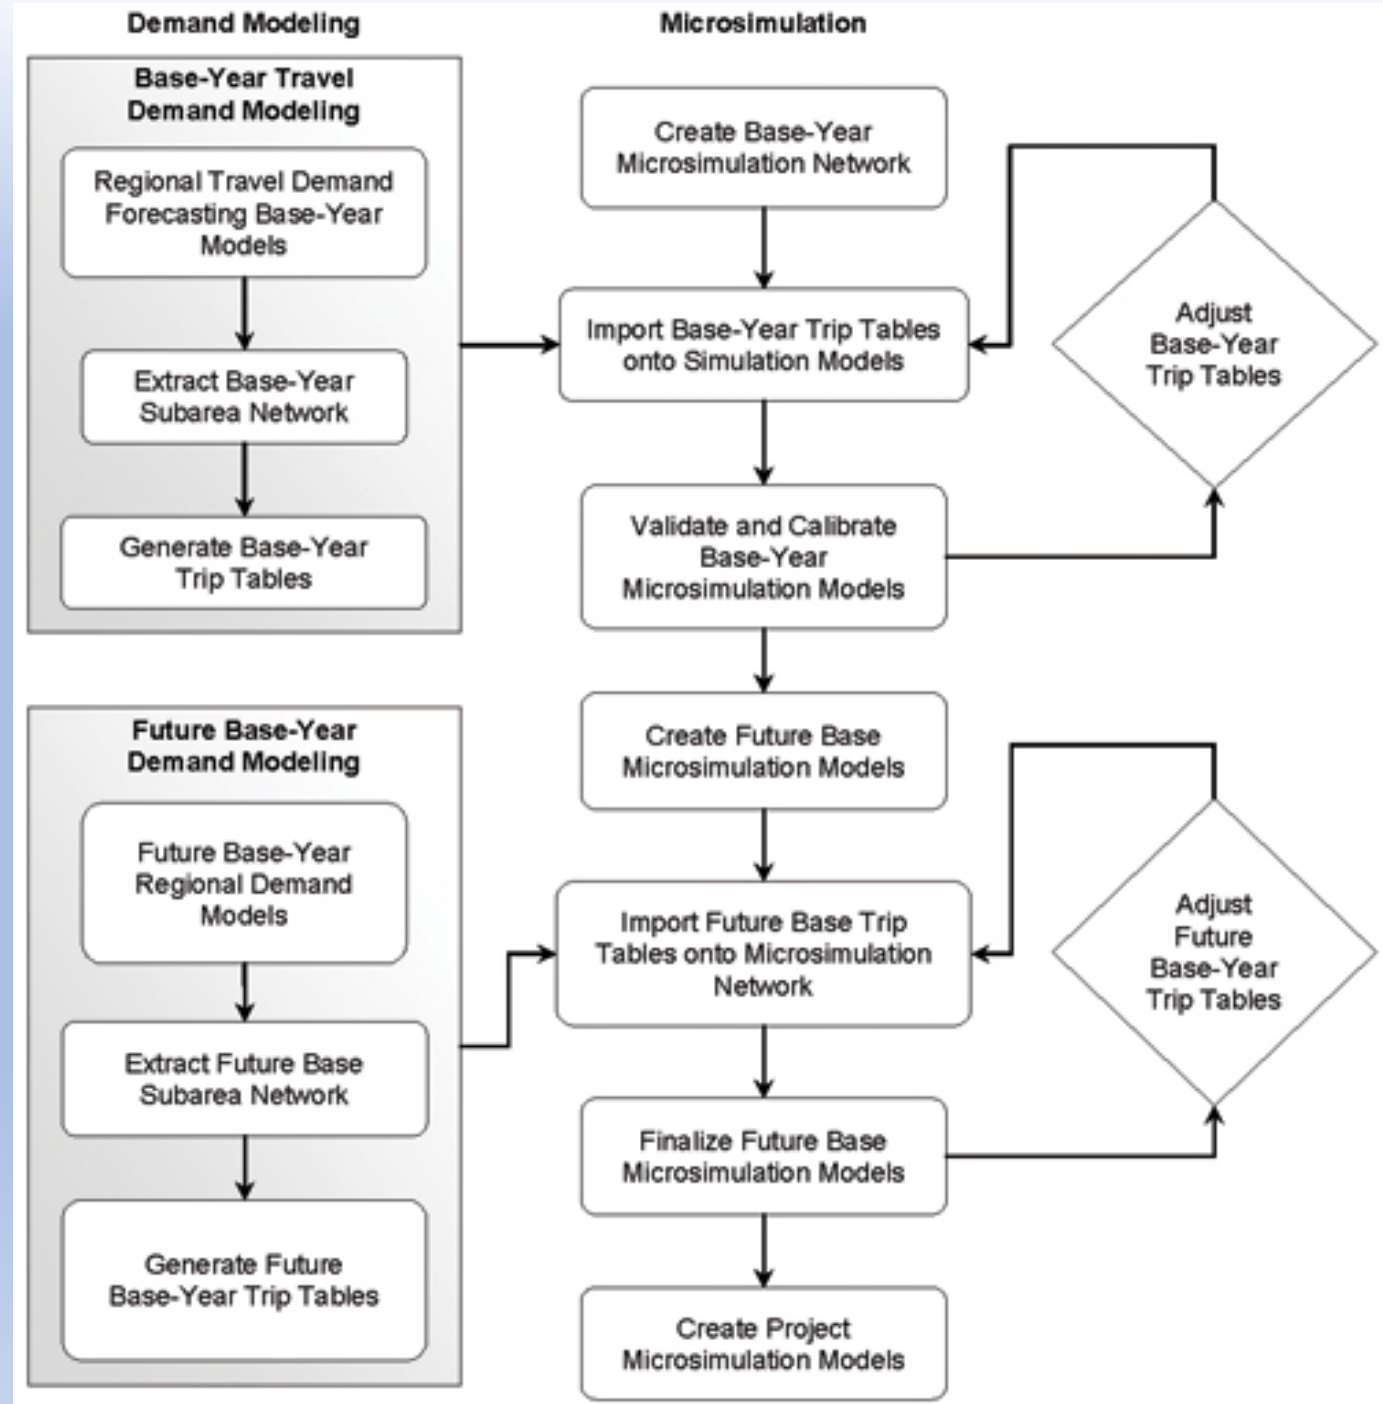 Demand Modeling
Microsimulation
Base-Year Travel
Demand Modeling
Regional Travel Demand
Forecasting Base-Year
Models
Extract Base-Year
Subarea Network
Generate Base-Year
Trip Tables
Create Base-Year
Microsimulation Network
Import Base-Year Trip Tables
onto Simulation Models
Adjust
Base-Year
Trip Tables
Validate and Calibrate
Base-Year
Microsimulation Models
Future Base-Year
Demand Modeling
Future Base-Year
Regional Demand
Models
Extract Future Base
Subarea Network
Generate Future
Base-Year Trip Tables
Create Future Base
Microsimulation Models
Import Future Base Trip
Tables onto Microsimulation
Network
Adjust
Future
Base-Year
Trip Tables
Finalize Future Base
Microsimulation Models
Create Project
Microsimulation Models